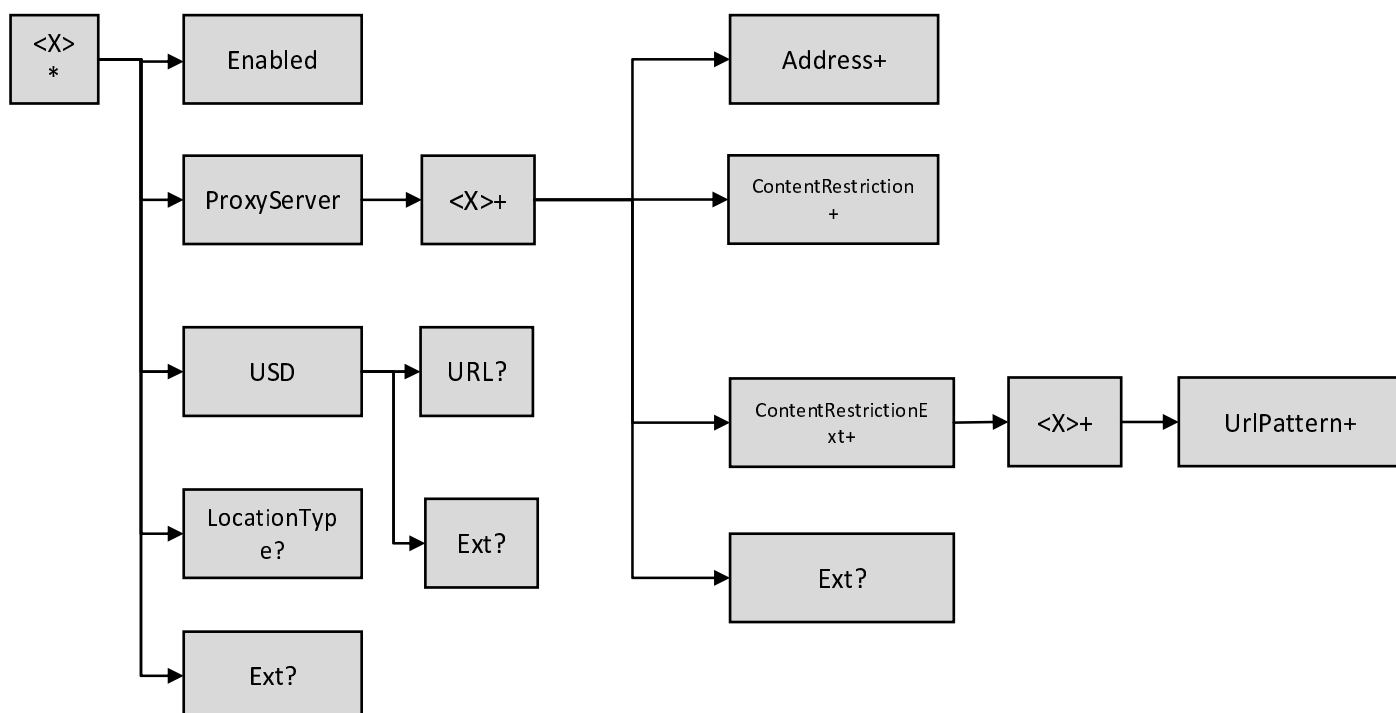 <X>
*
Enabled
Address+
ProxyServer
<X>+
ContentRestriction
+
USD
URL?
ContentRestrictionE
xt+
<X>+
UrlPattern+
LocationTyp
e?
Ext?
Ext?
Ext?